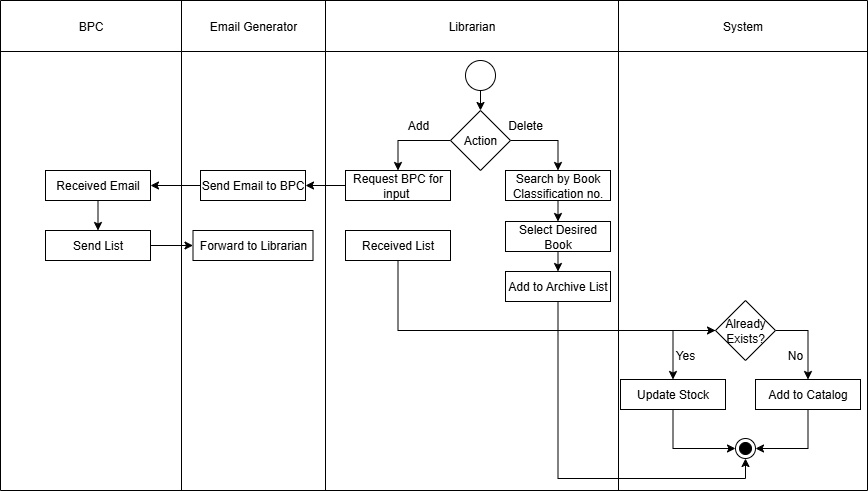 BPC
Email Generator
Librarian
System
Add
Delete
Action
Received Email
Send Email to BPC
Request BPC for
input
Search by Book
Classification no.
Send List
Forward to Librarian
Received List
Select Desired
Book
Add to Archive List
Already
Exists?
Yes
No
Update Stock
Add to Catalog